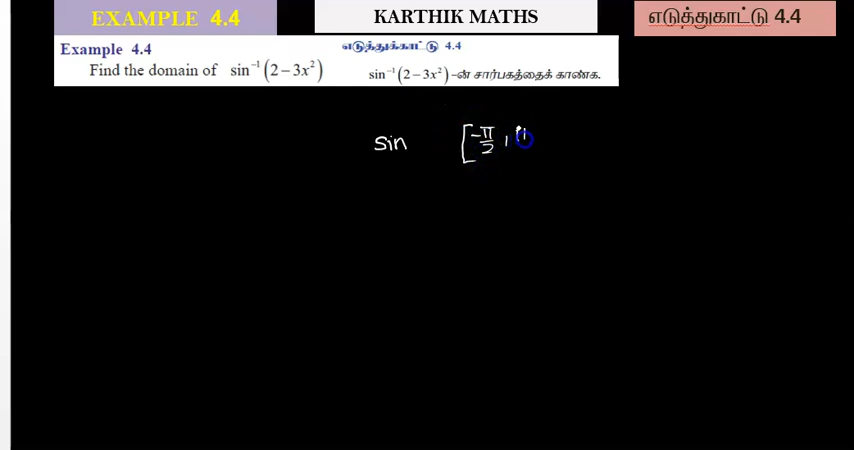 EXAMPLE 4.4
KARTHIK MATHS
எடுத்துகாட்டு 4.4
Example 4.4
Find the domain of sin⁻¹(2 − 3x²)
எடுத்துக்காட்டு 4.4
sin⁻¹(2 − 3x²) -ன் சார்பகத்தைக் காண்க.
sin [-π/2 ,